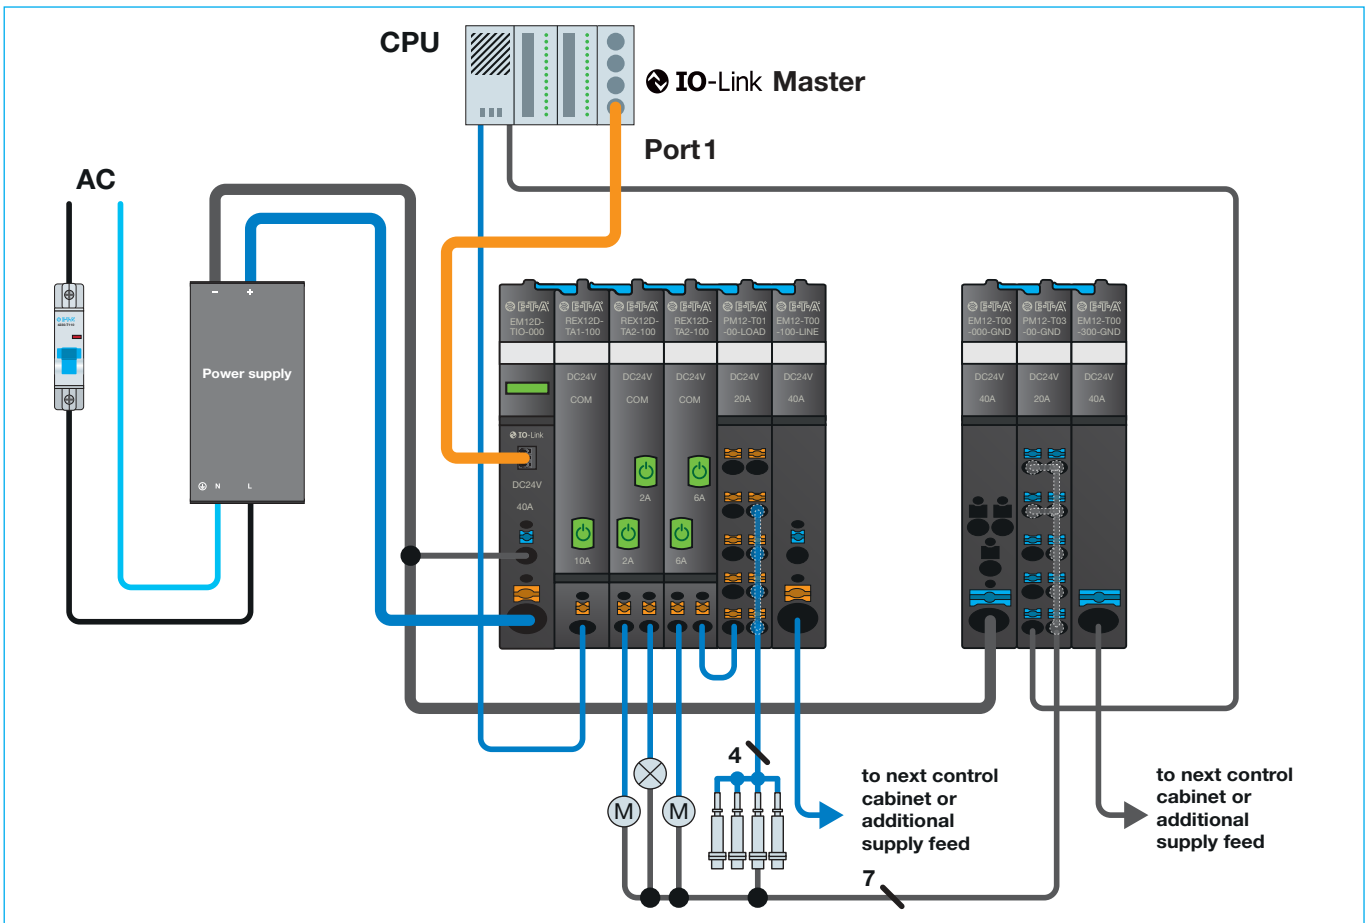 CPU
IO-Link Master
Port 1
AC
- +
Power supply
N L
E-T-A
E-T-A
E-T-A
E-T-A
E-T-A
E-T-A
EM12D-
TIO-000
REX12D-
TA1-100
REX12D-
TA2-100
REX12D-
TA2-100
PM12-T01
-00-LOAD
EM12-T00
-100-LINE
DC24V
COM
DC24V
COM
DC24V
COM
DC24V
20A
DC24V
40A
IO-Link
DC24V
40A
2A
6A
10A
2A
6A
E-T-A
E-T-A
E-T-A
EM12-T00
-000-GND
PM12-T03
-00-GND
EM12-T00
-300-GND
DC24V
40A
DC24V
20A
DC24V
40A
M
M
4
to next control
cabinet or
additional
supply feed
to next control
cabinet or
additional
supply feed
7